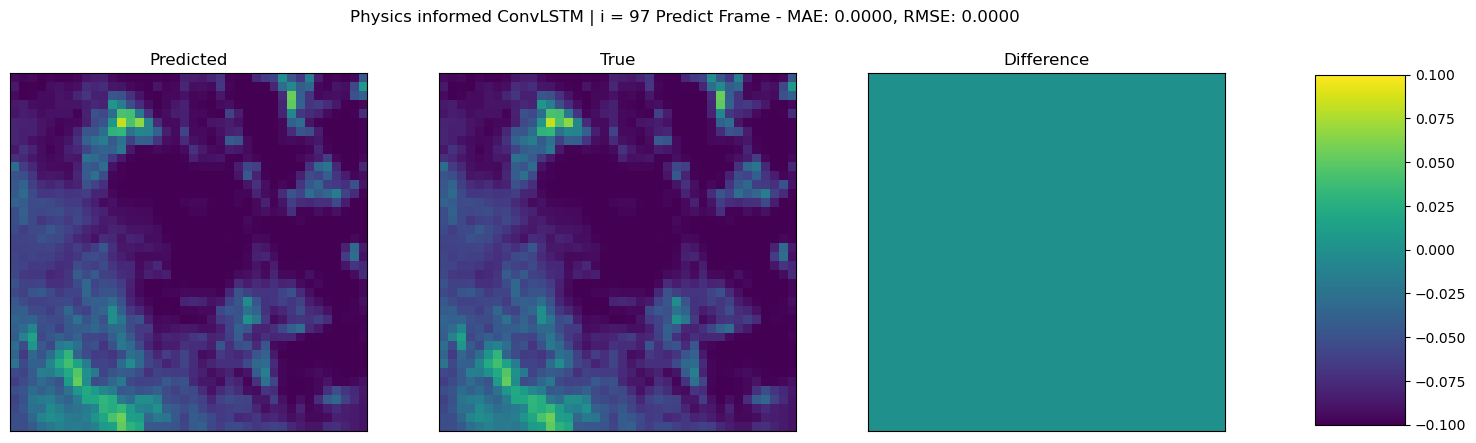 Physics informed ConvLSTM | i = 97 Predict Frame - MAE: 0.0000, RMSE: 0.0000
Predicted
True
Difference
0.100
0.075
0.050
0.025
0.000
−0.025
−0.050
−0.075
−0.100